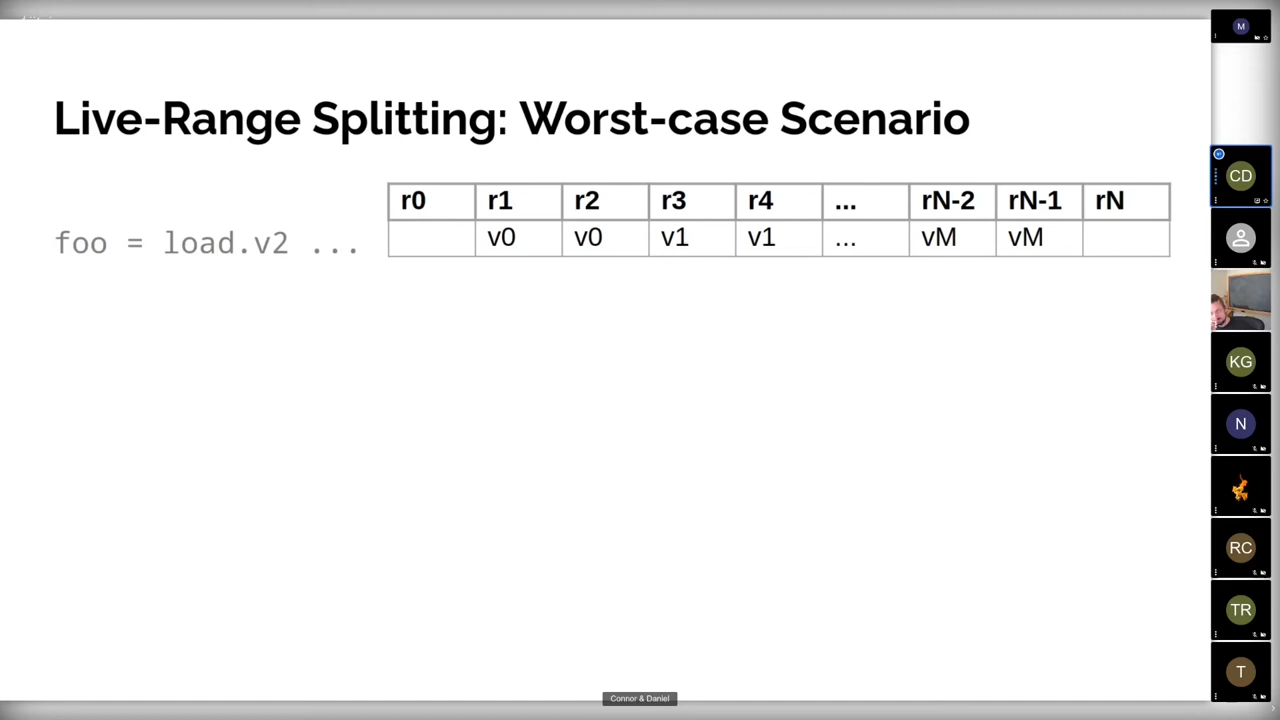 Live-Range Splitting: Worst-case Scenario
r0 r1 r2 r3 r4 ... rN-2 rN-1 rN
foo = load.v2 ... v0 v0 v1 v1 ... vM vM
M
CD
KG
N
RC
TR
T
Connor & Daniel